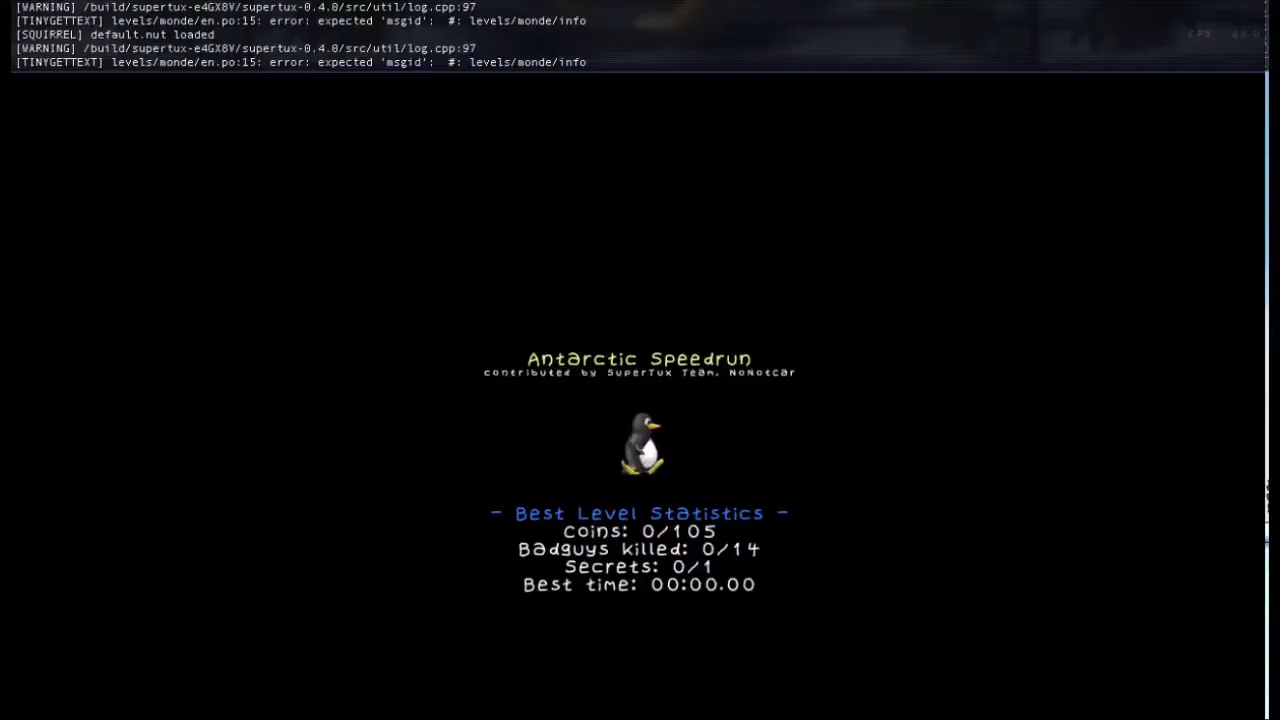 [WARNING] /build/supertux-e4GX8V/supertux-0.4.0/src/util/log.cpp:97
[TINYGETTEXT] levels/monde/en.po:15: error: expected 'msgid':  #: levels/monde/info
[SQUIRREL] default.nut loaded
[WARNING] /build/supertux-e4GX8V/supertux-0.4.0/src/util/log.cpp:97
[TINYGETTEXT] levels/monde/en.po:15: error: expected 'msgid':  #: levels/monde/info
FPS
Antarctic Speedrun
contributed by SuperTux Team, NoNotCar
- Best Level Statistics -
Coins: 0/105
Badguys killed: 0/14
Secrets: 0/1
Best time: 00:00.00